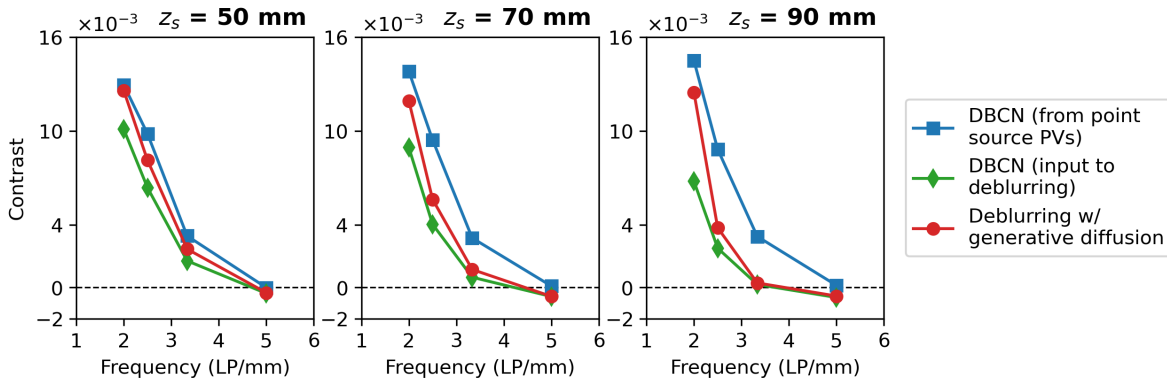 ×10⁻³ zₛ = 50 mm
16
10
4
0
−2
1 2 3 4 5 6
Contrast
Frequency (LP/mm)
×10⁻³ zₛ = 70 mm
16
10
4
0
−2
1 2 3 4 5 6
Frequency (LP/mm)
×10⁻³ zₛ = 90 mm
16
10
4
0
−2
1 2 3 4 5 6
Frequency (LP/mm)
DBCN (from point
source PVs)
DBCN (input to
deblurring)
Deblurring w/
generative diffusion